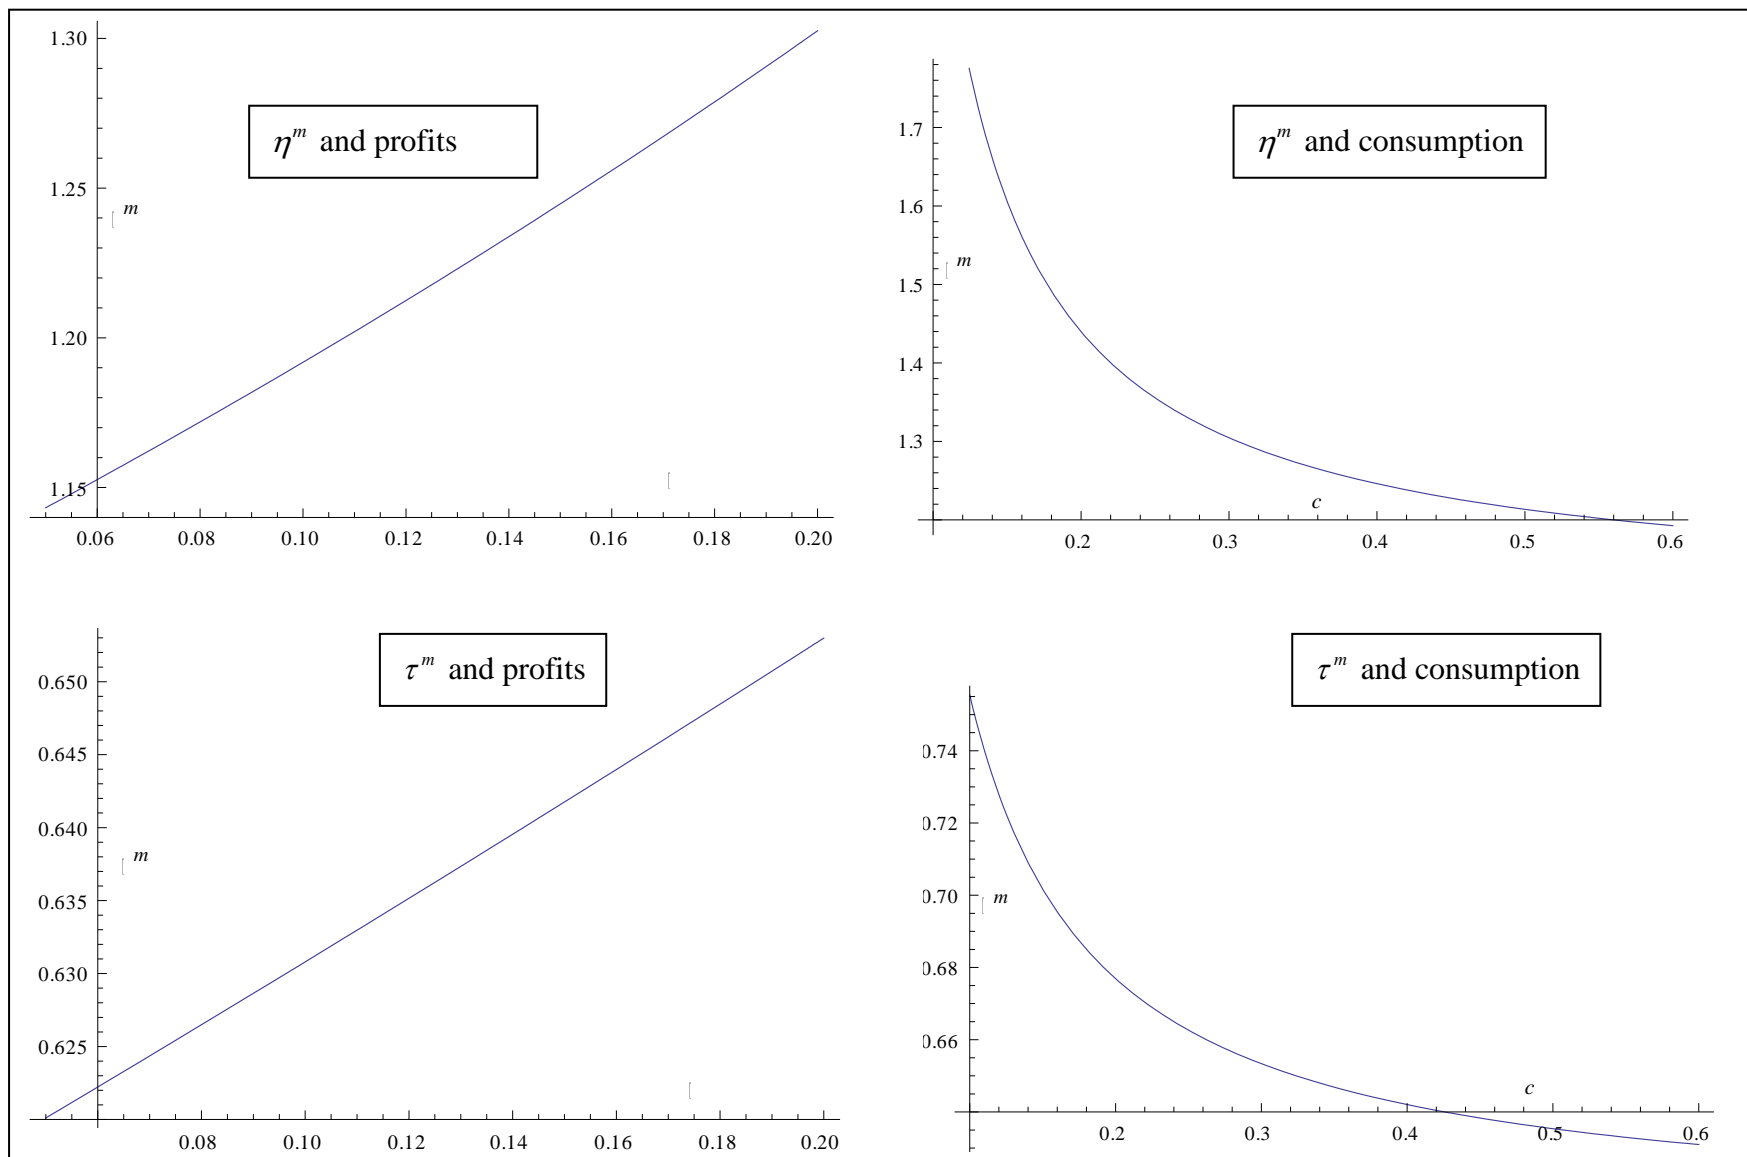 1.30
η^m and profits
1.25
m
1.20
1.15
0.06 0.08 0.10 0.12 0.14 0.16 0.18 0.20
η^m and consumption
1.7
1.6
m
1.5
1.4
1.3
c
0.2 0.3 0.4 0.5 0.6
τ^m and profits
0.650
0.645
0.640
m
0.635
0.630
0.625
0.08 0.10 0.12 0.14 0.16 0.18 0.20
τ^m and consumption
0.74
0.72
0.70
m
0.68
0.66
c
0.2 0.3 0.4 0.5 0.6